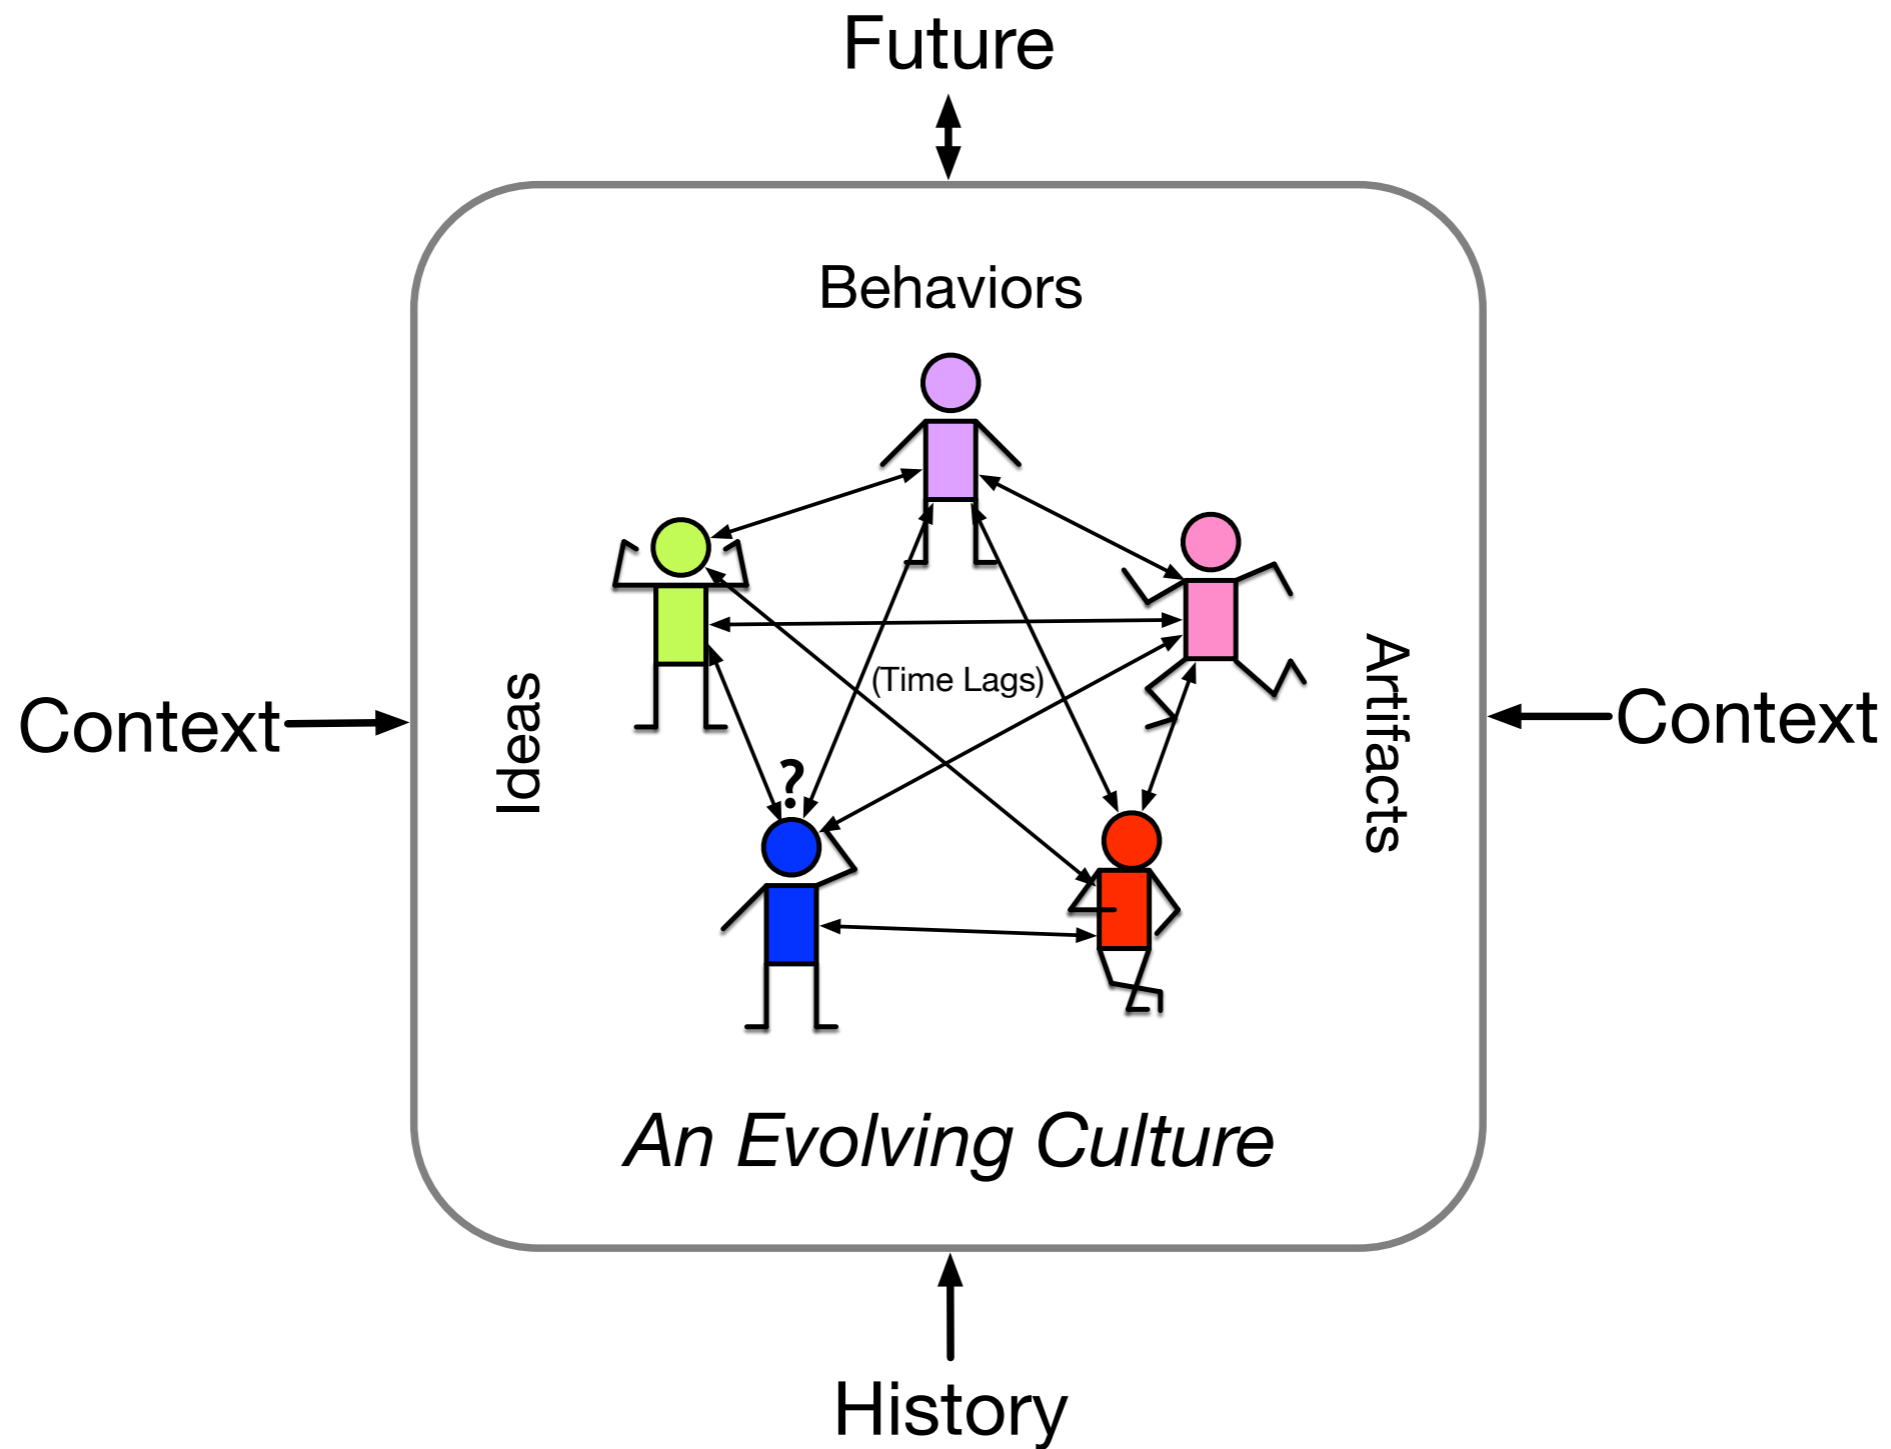 Future
Behaviors
(Time Lags)
Ideas
Artifacts
Context
Context
?
An Evolving Culture
History